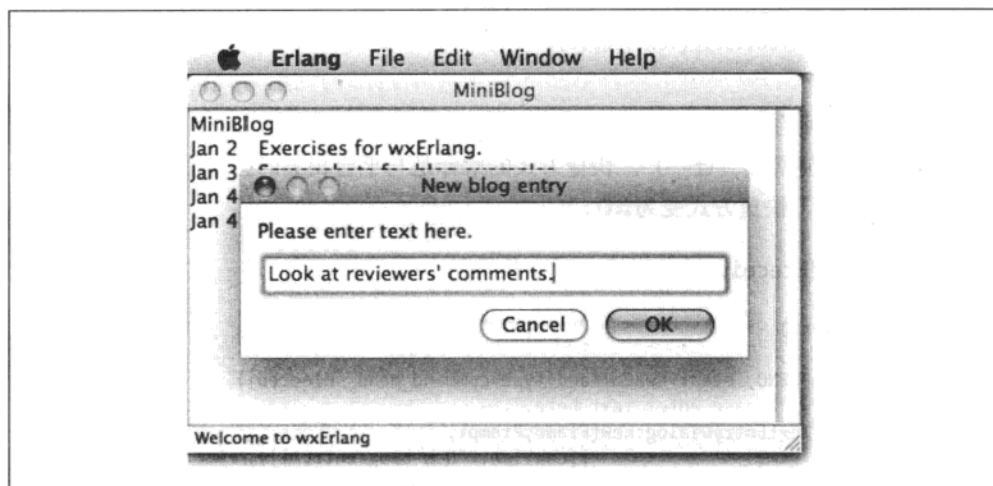 Erlang File Edit Window Help
MiniBlog
MiniBlog
Jan 2 Exercises for wxErlang.
Jan 3
Jan 4
Jan 4
New blog entry
Please enter text here.
Look at reviewers' comments.
Cancel OK
Welcome to wxErlang